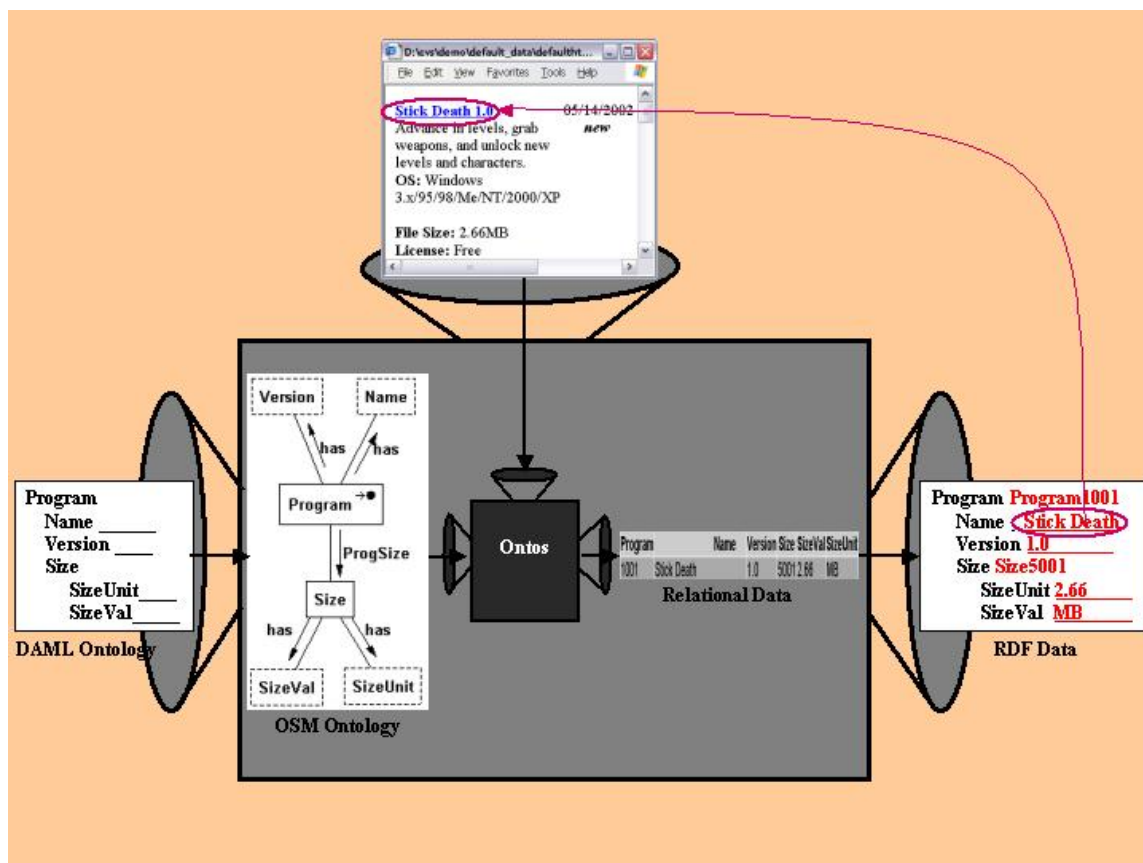 D:\evs\demo\default_data\defaultht...
File Edit View Favorites Tools Help
Stick Death 1.0 05/14/2002
Advance in levels, grab new
weapons, and unlock new
levels and characters.
OS: Windows
3.x/95/98/Me/NT/2000/XP
File Size: 2.66MB
License: Free
Program
Name ____
Version ____
Size
SizeUnit____
SizeVal____
DAML Ontology
Version Name
has has
Program
ProgSize
Size
has has
SizeVal SizeUnit
OSM Ontology
Ontos
Program Name Version Size SizeVal SizeUnit
1001 Stick Death 1.0 5001 2.66 MB
Relational Data
Program Program1001
Name Stick Death
Version 1.0
Size Size5001
SizeUnit 2.66
SizeVal MB
RDF Data